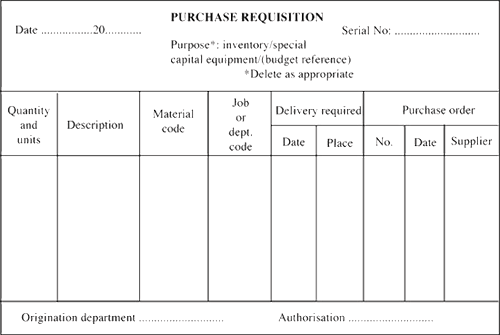 PURCHASE REQUISITION
Date ................20........... Serial No: ..........................
Purpose*: inventory/special
capital equipment/(budget reference)
*Delete as appropriate
Quantity and units
Description
Material code
Job or dept. code
Delivery required
Date Place
Purchase order
No. Date Supplier
Origination department .......................... Authorisation ..........................